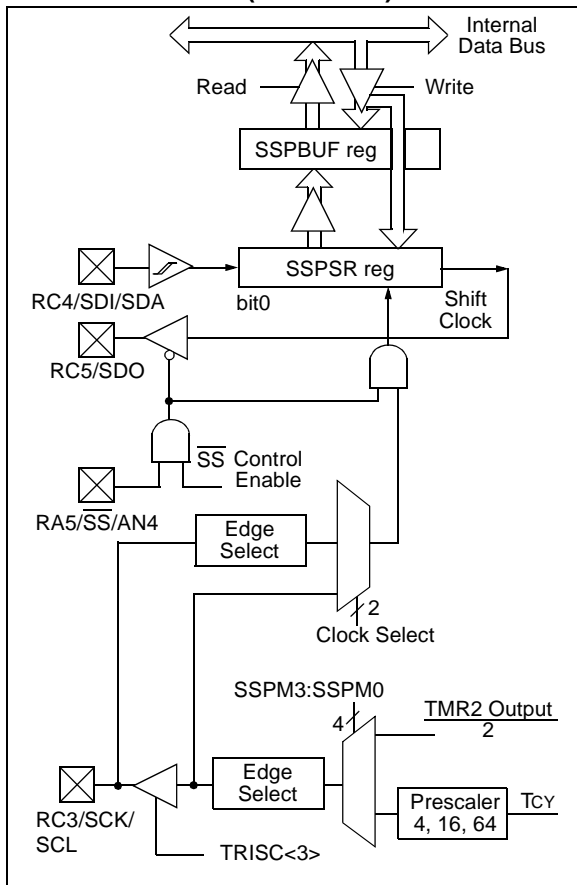 Internal
Data Bus
Read
Write
SSPBUF reg
SSPSR reg
RC4/SDI/SDA
bit0
Shift
Clock
RC5/SDO
SS Control
Enable
RA5/SS/AN4
Edge
Select
2
Clock Select
SSPM3:SSPM0
4
TMR2 Output
2
Edge
Select
Prescaler
4, 16, 64
TCY
RC3/SCK/
SCL
TRISC<3>